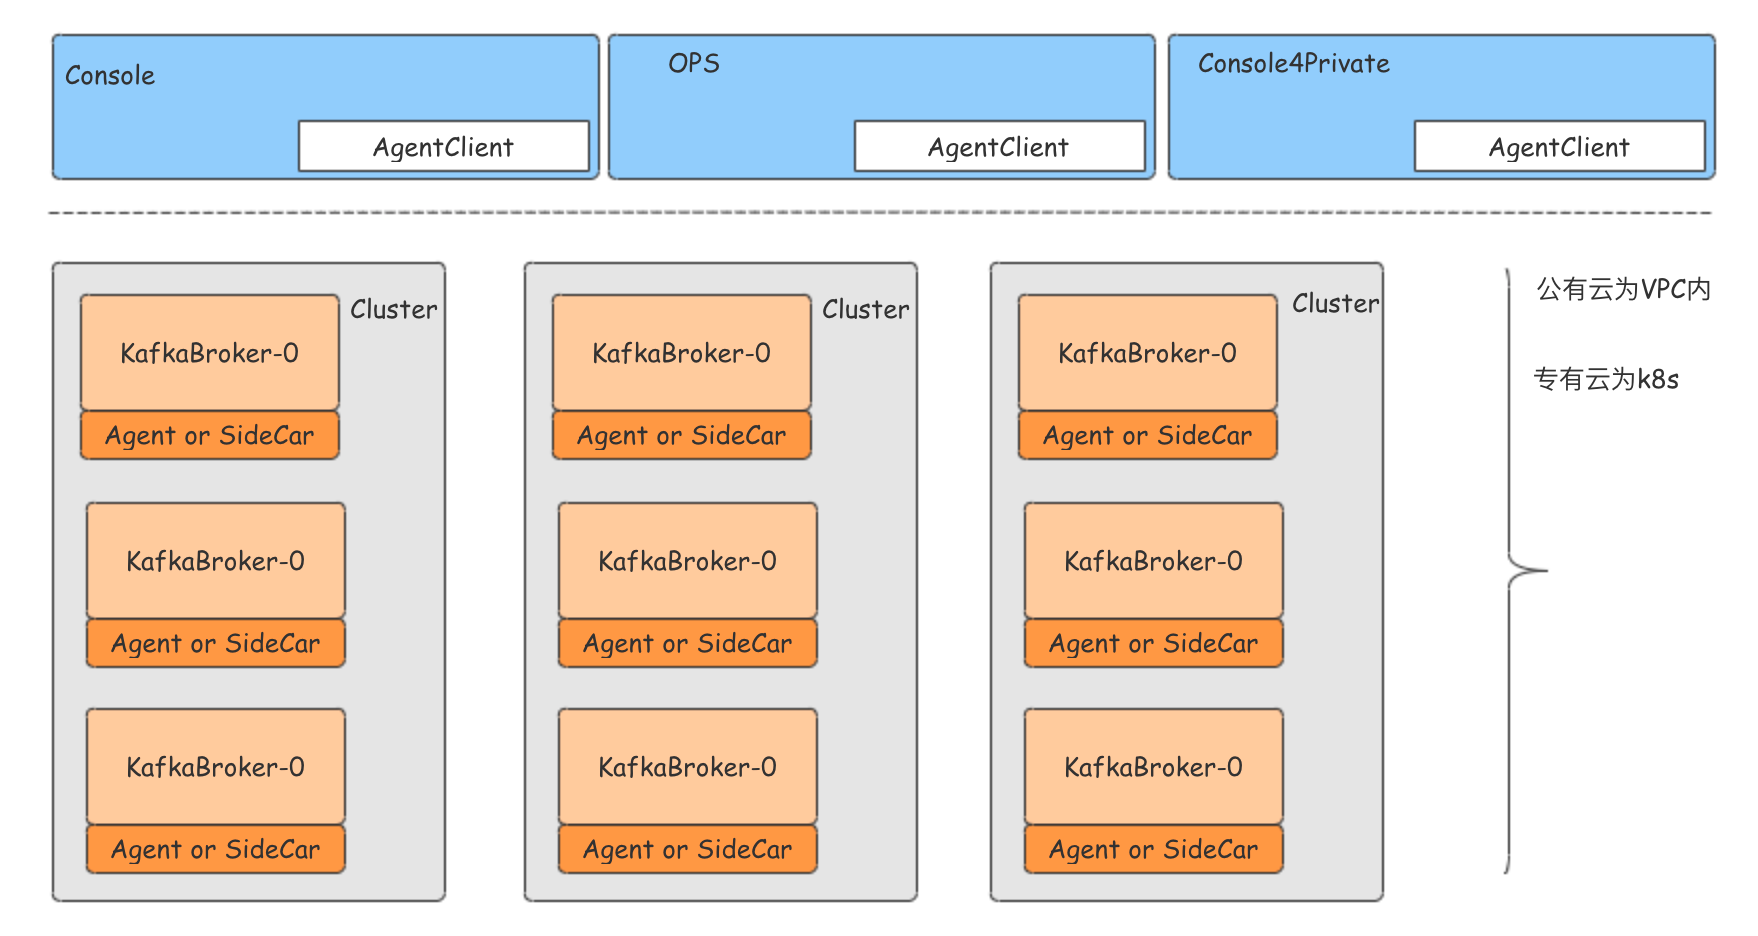 Console
AgentClient
OPS
AgentClient
Console4Private
AgentClient
Cluster
KafkaBroker-0
Agent or SideCar
KafkaBroker-0
Agent or SideCar
KafkaBroker-0
Agent or SideCar
Cluster
KafkaBroker-0
Agent or SideCar
KafkaBroker-0
Agent or SideCar
KafkaBroker-0
Agent or SideCar
Cluster
KafkaBroker-0
Agent or SideCar
KafkaBroker-0
Agent or SideCar
KafkaBroker-0
Agent or SideCar
公有云为VPC内
专有云为k8s